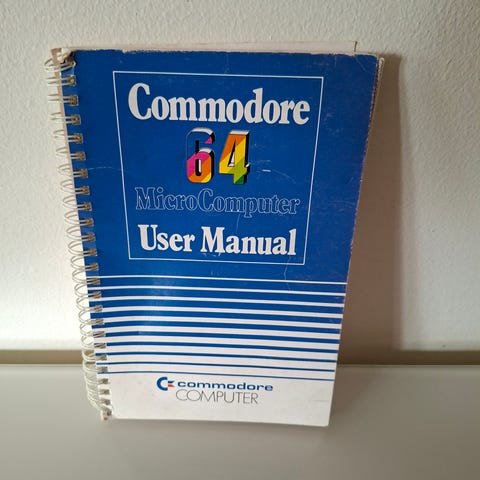 Commodore
64
MicroComputer
User Manual
commodore
COMPUTER